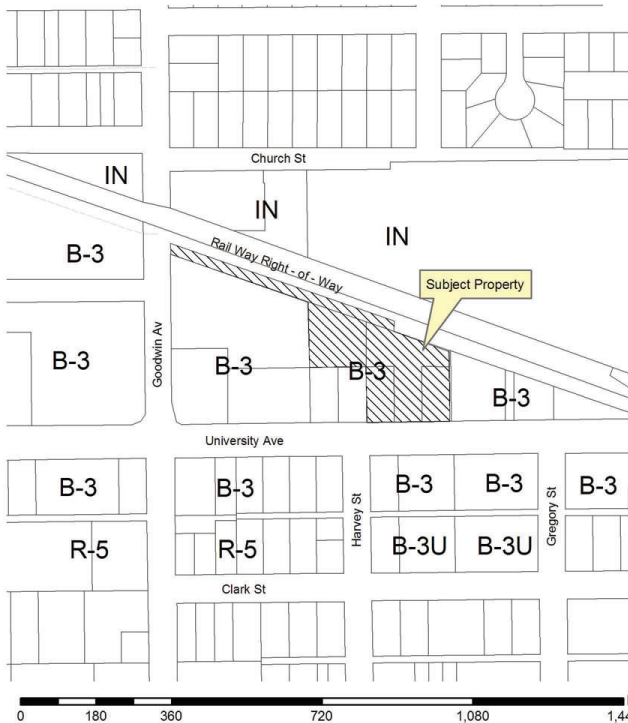 Church St
IN
IN
IN
Rail Way Right - of - Way
B-3
Subject Property
Goodwin Av
B-3
B-3
B-3
B-3
University Ave
B-3
B-3
B-3
B-3
B-3
Harvey St
Gregory St
R-5
R-5
B-3U
B-3U
Clark St
0
180
360
720
1,080